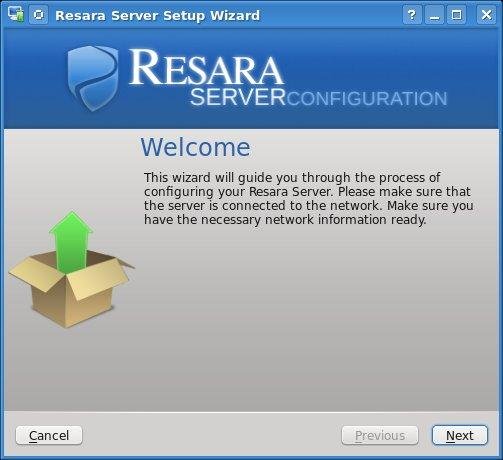 Resara Server Setup Wizard
?
RESARA
SERVERCONFIGURATION
Welcome
This wizard will guide you through the process of
configuring your Resara Server. Please make sure that
the server is connected to the network. Make sure you
have the necessary network information ready.
Cancel
Previous
Next